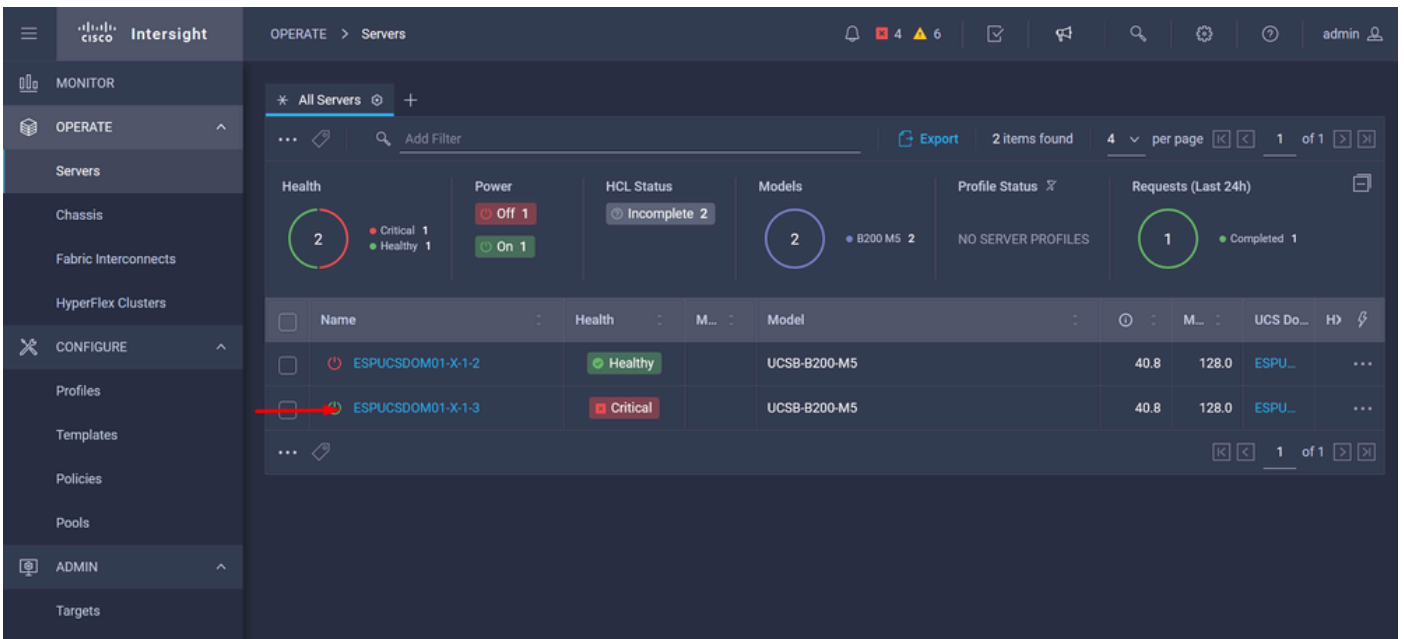 cisco Intersight
OPERATE > Servers
4 6
admin
MONITOR
OPERATE
Servers
Chassis
Fabric Interconnects
HyperFlex Clusters
CONFIGURE
Profiles
Templates
Policies
Pools
ADMIN
Targets
All Servers +
... Add Filter
Export 2 items found 4 per page 1 of 1
Health
2
Critical 1
Healthy 1
Power
Off 1
On 1
HCL Status
Incomplete 2
Models
2
B200 M5 2
Profile Status
NO SERVER PROFILES
Requests (Last 24h)
1
Completed 1
Name Health M... Model M... UCS Do... HX
ESPUCSDOM01-X-1-2 Healthy UCSB-B200-M5 40.8 128.0 ESPU... ...
ESPUCSDOM01-X-1-3 Critical UCSB-B200-M5 40.8 128.0 ESPU... ...
... 1 of 1